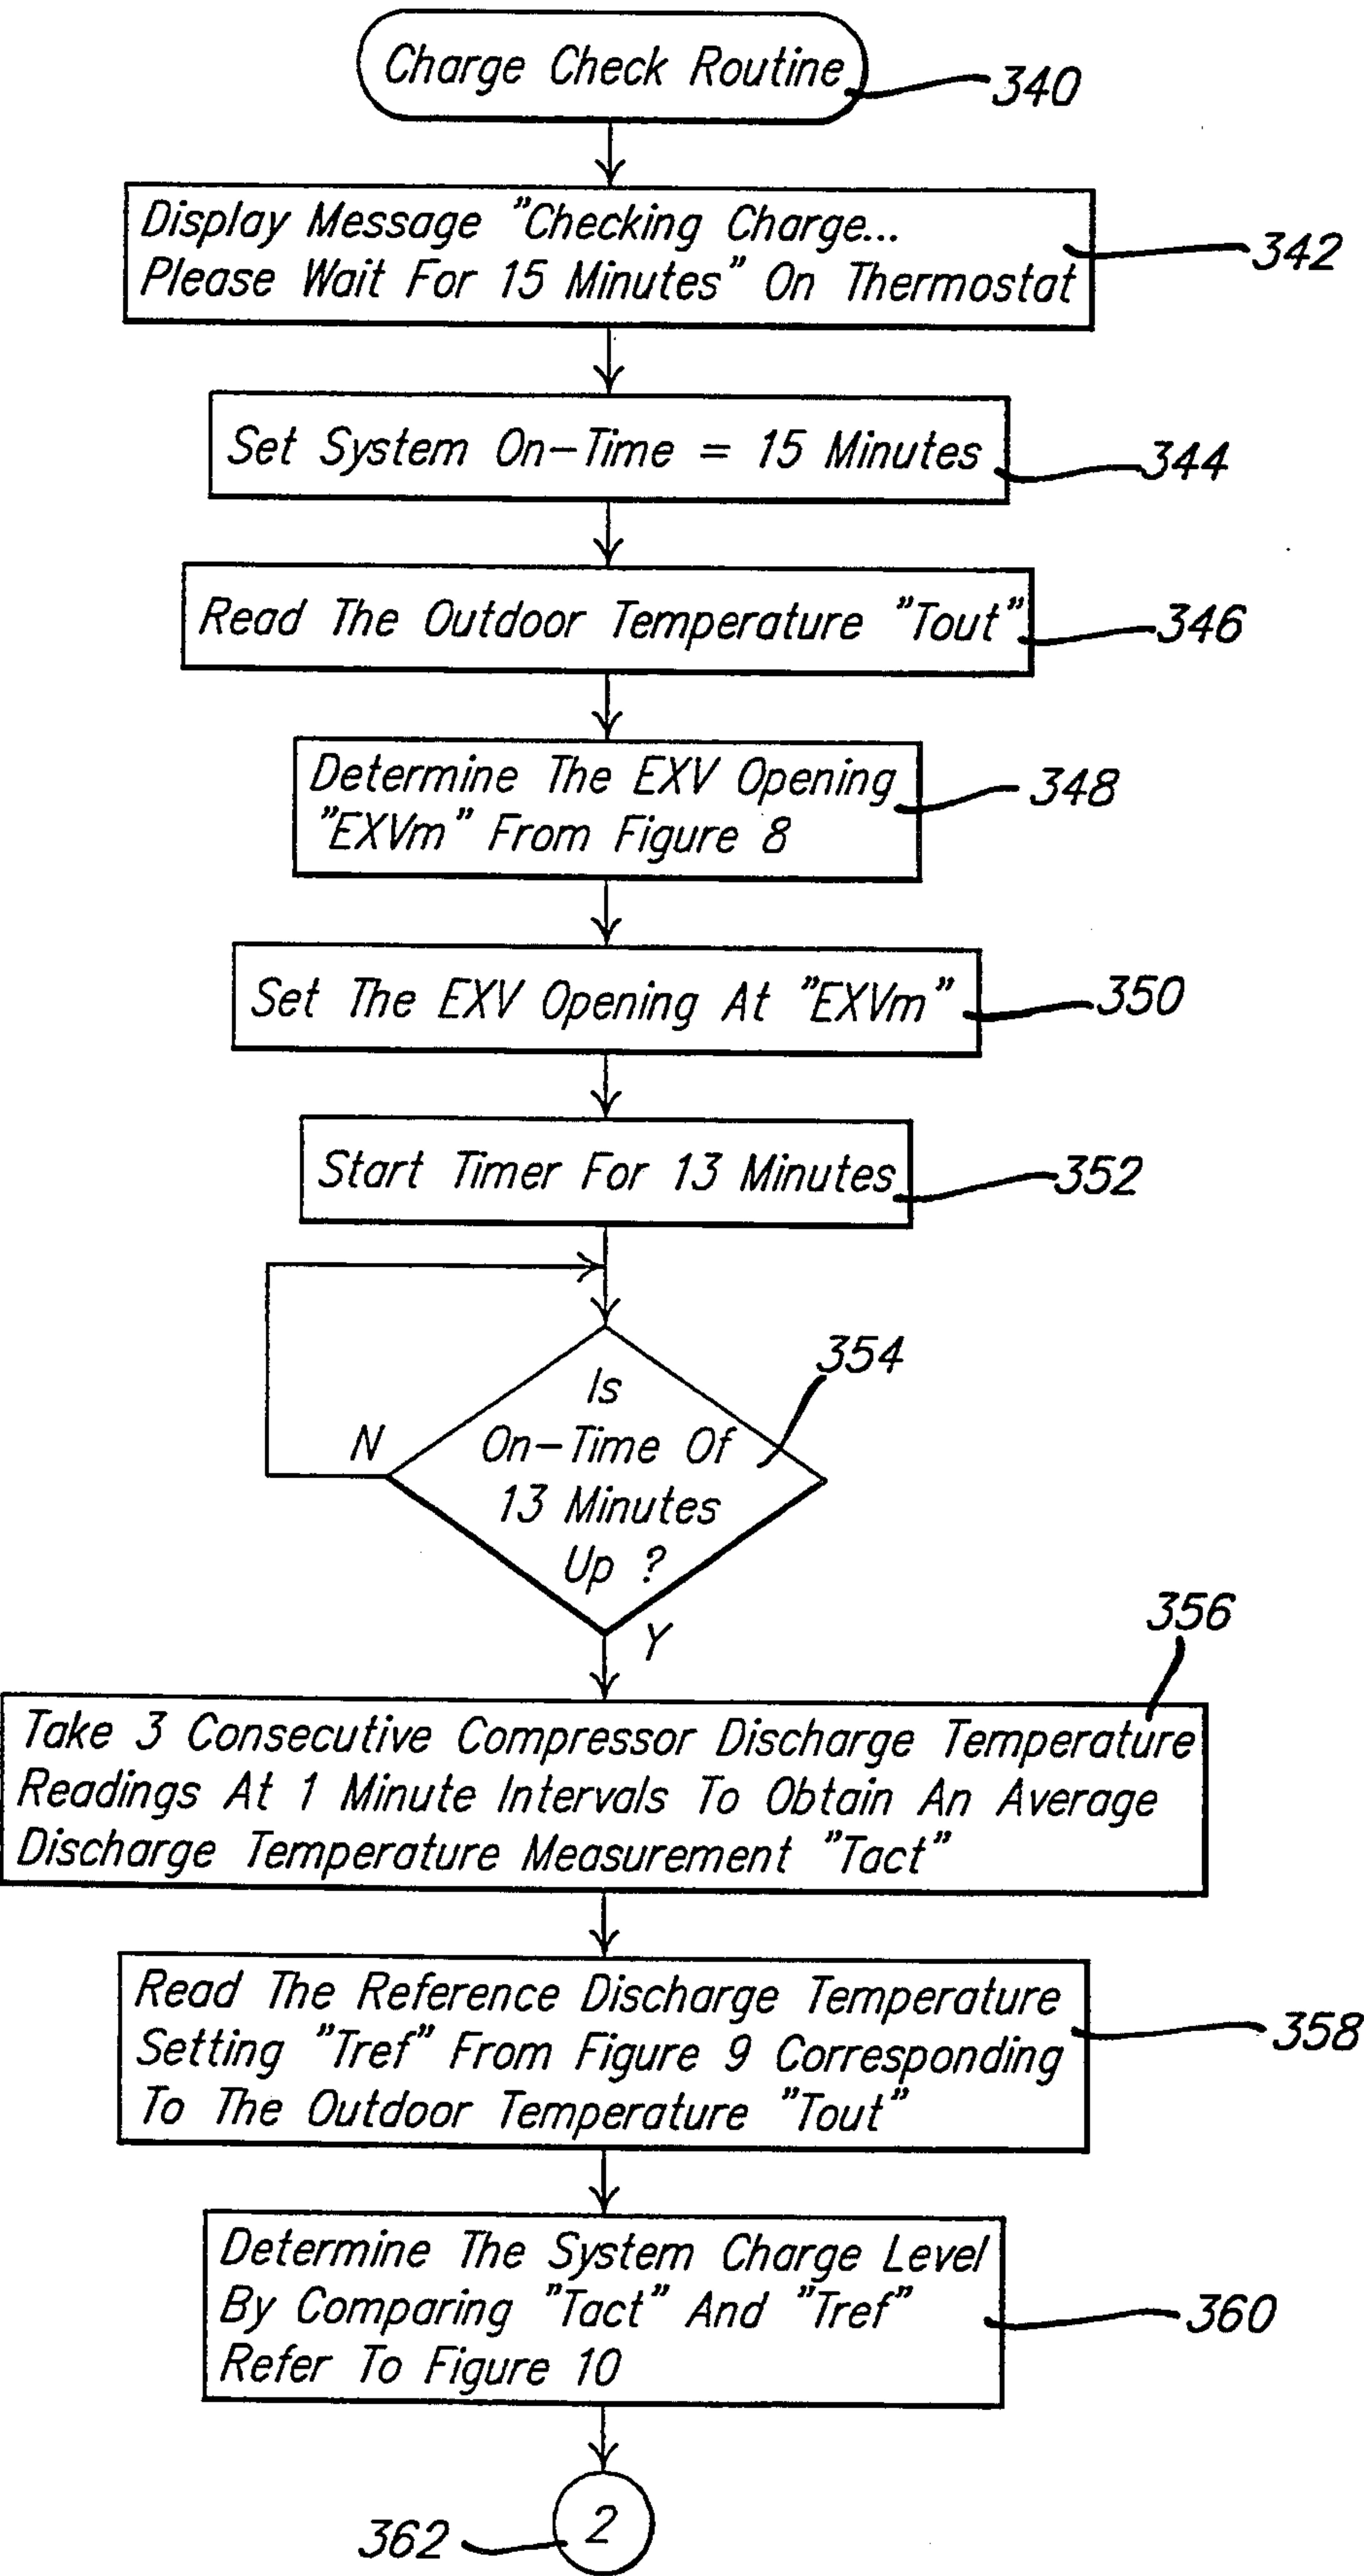 Charge Check Routine
340
Display Message "Checking Charge...
Please Wait For 15 Minutes" On Thermostat
342
Set System On-Time = 15 Minutes
344
Read The Outdoor Temperature "Tout"
346
Determine The EXV Opening
"EXVm" From Figure 8
348
Set The EXV Opening At "EXVm"
350
Start Timer For 13 Minutes
352
Is
On-Time Of
13 Minutes
Up ?
354
N
Y
356
Take 3 Consecutive Compressor Discharge Temperature
Readings At 1 Minute Intervals To Obtain An Average
Discharge Temperature Measurement "Tact"
Read The Reference Discharge Temperature
Setting "Tref" From Figure 9 Corresponding
To The Outdoor Temperature "Tout"
358
Determine The System Charge Level
By Comparing "Tact" And "Tref"
Refer To Figure 10
360
2
362